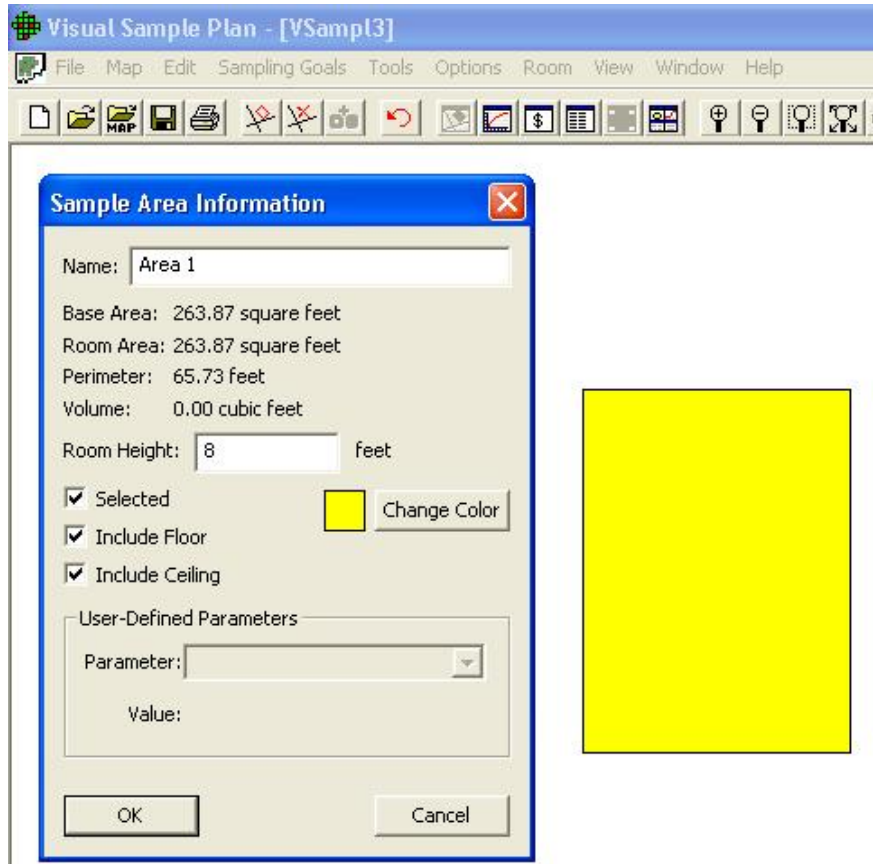 Visual Sample Plan - [VSampl3]
File Map Edit Sampling Goals Tools Options Room View Window Help
MAP $
Sample Area Information
Name: Area 1
Base Area: 263.87 square feet
Room Area: 263.87 square feet
Perimeter: 65.73 feet
Volume: 0.00 cubic feet
Room Height: 8 feet
Selected
Change Color
Include Floor
Include Ceiling
User-Defined Parameters
Parameter:
Value:
OK Cancel